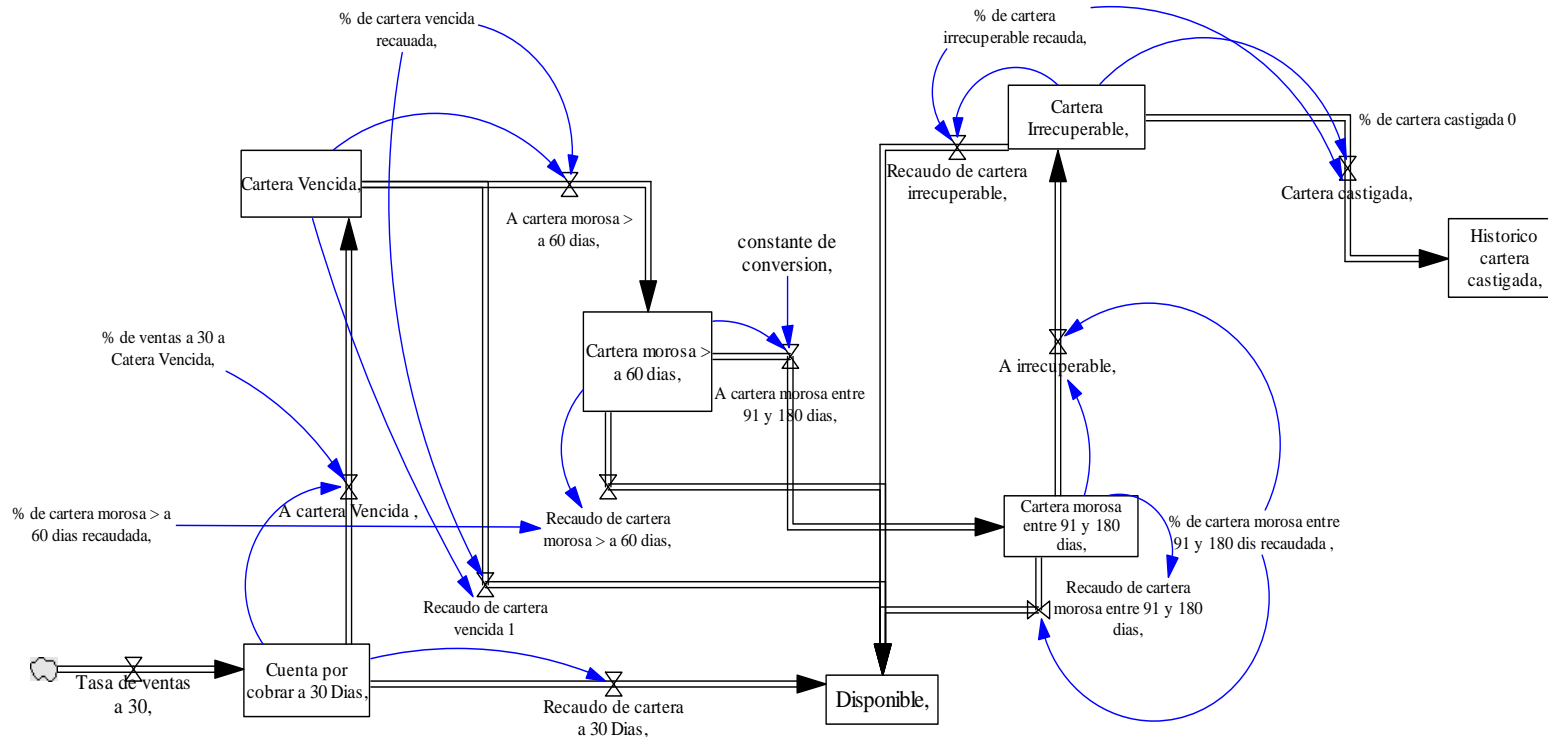 % de cartera vencida
recauada,
% de cartera
irrecuperable recauda,
Cartera
Irrecuperable,
% de cartera castigada 0
Cartera Vencida,
Recaudo de cartera
irrecuperable,
Cartera castigada,
A cartera morosa >
a 60 dias,
constante de
conversion,
Historico
cartera
castigada,
% de ventas a 30 a
Catera Vencida,
Cartera morosa >
a 60 dias,
A irrecuperable,
A cartera morosa entre
91 y 180 dias,
A cartera Vencida ,
% de cartera morosa > a
60 dias recaudada,
Recaudo de cartera
morosa > a 60 dias,
Cartera morosa
entre 91 y 180
dias,
% de cartera morosa entre
91 y 180 dis recaudada ,
Recaudo de cartera
vencida 1
Recaudo de cartera
morosa entre 91 y 180
dias,
Tasa de ventas
a 30,
Cuenta por
cobrar a 30 Dias,
Recaudo de cartera
a 30 Dias,
Disponible,